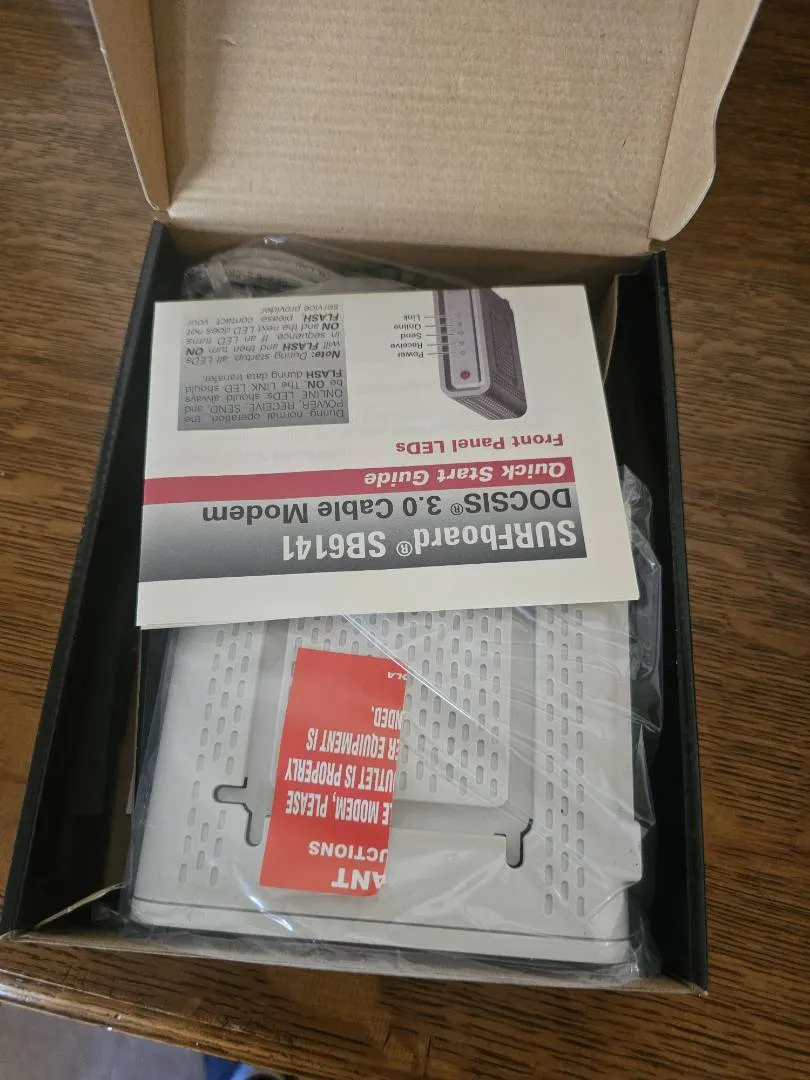 SURFboard® SB6141
DOCSIS® 3.0 Cable Modem
Quick Start Guide
Front Panel LEDs
Power
Receive
Send
Online
Link
During normal operation, the
POWER, RECEIVE, SEND, and
ONLINE LEDs should always
be ON. The LINK LED should
FLASH during data transfer.
Note: During startup, all LEDs
will FLASH and then turn ON
in sequence. If an LED turns
ON and the next LED does not
FLASH, please contact your
service provider.
ANT
UCTIONS
LE MODEM, PLEASE
UTLET IS PROPERLY
ER EQUIPMENT IS
NDED.
OLA